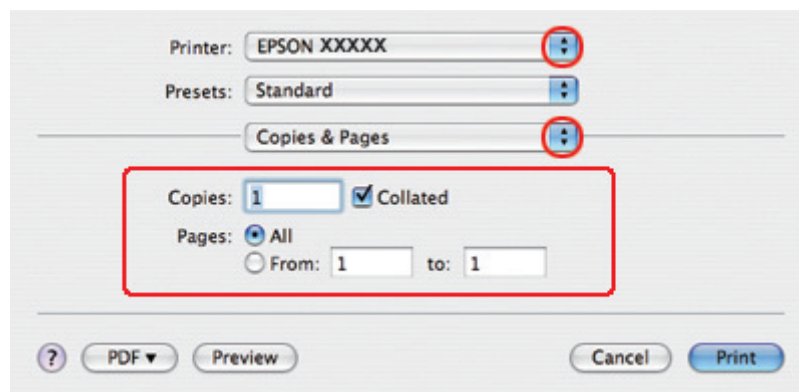 Printer: EPSON XXXXX
Presets: Standard
Copies & Pages
Copies: 1 Collated
Pages: All
From: 1 to: 1
? PDF ▼ Preview Cancel Print